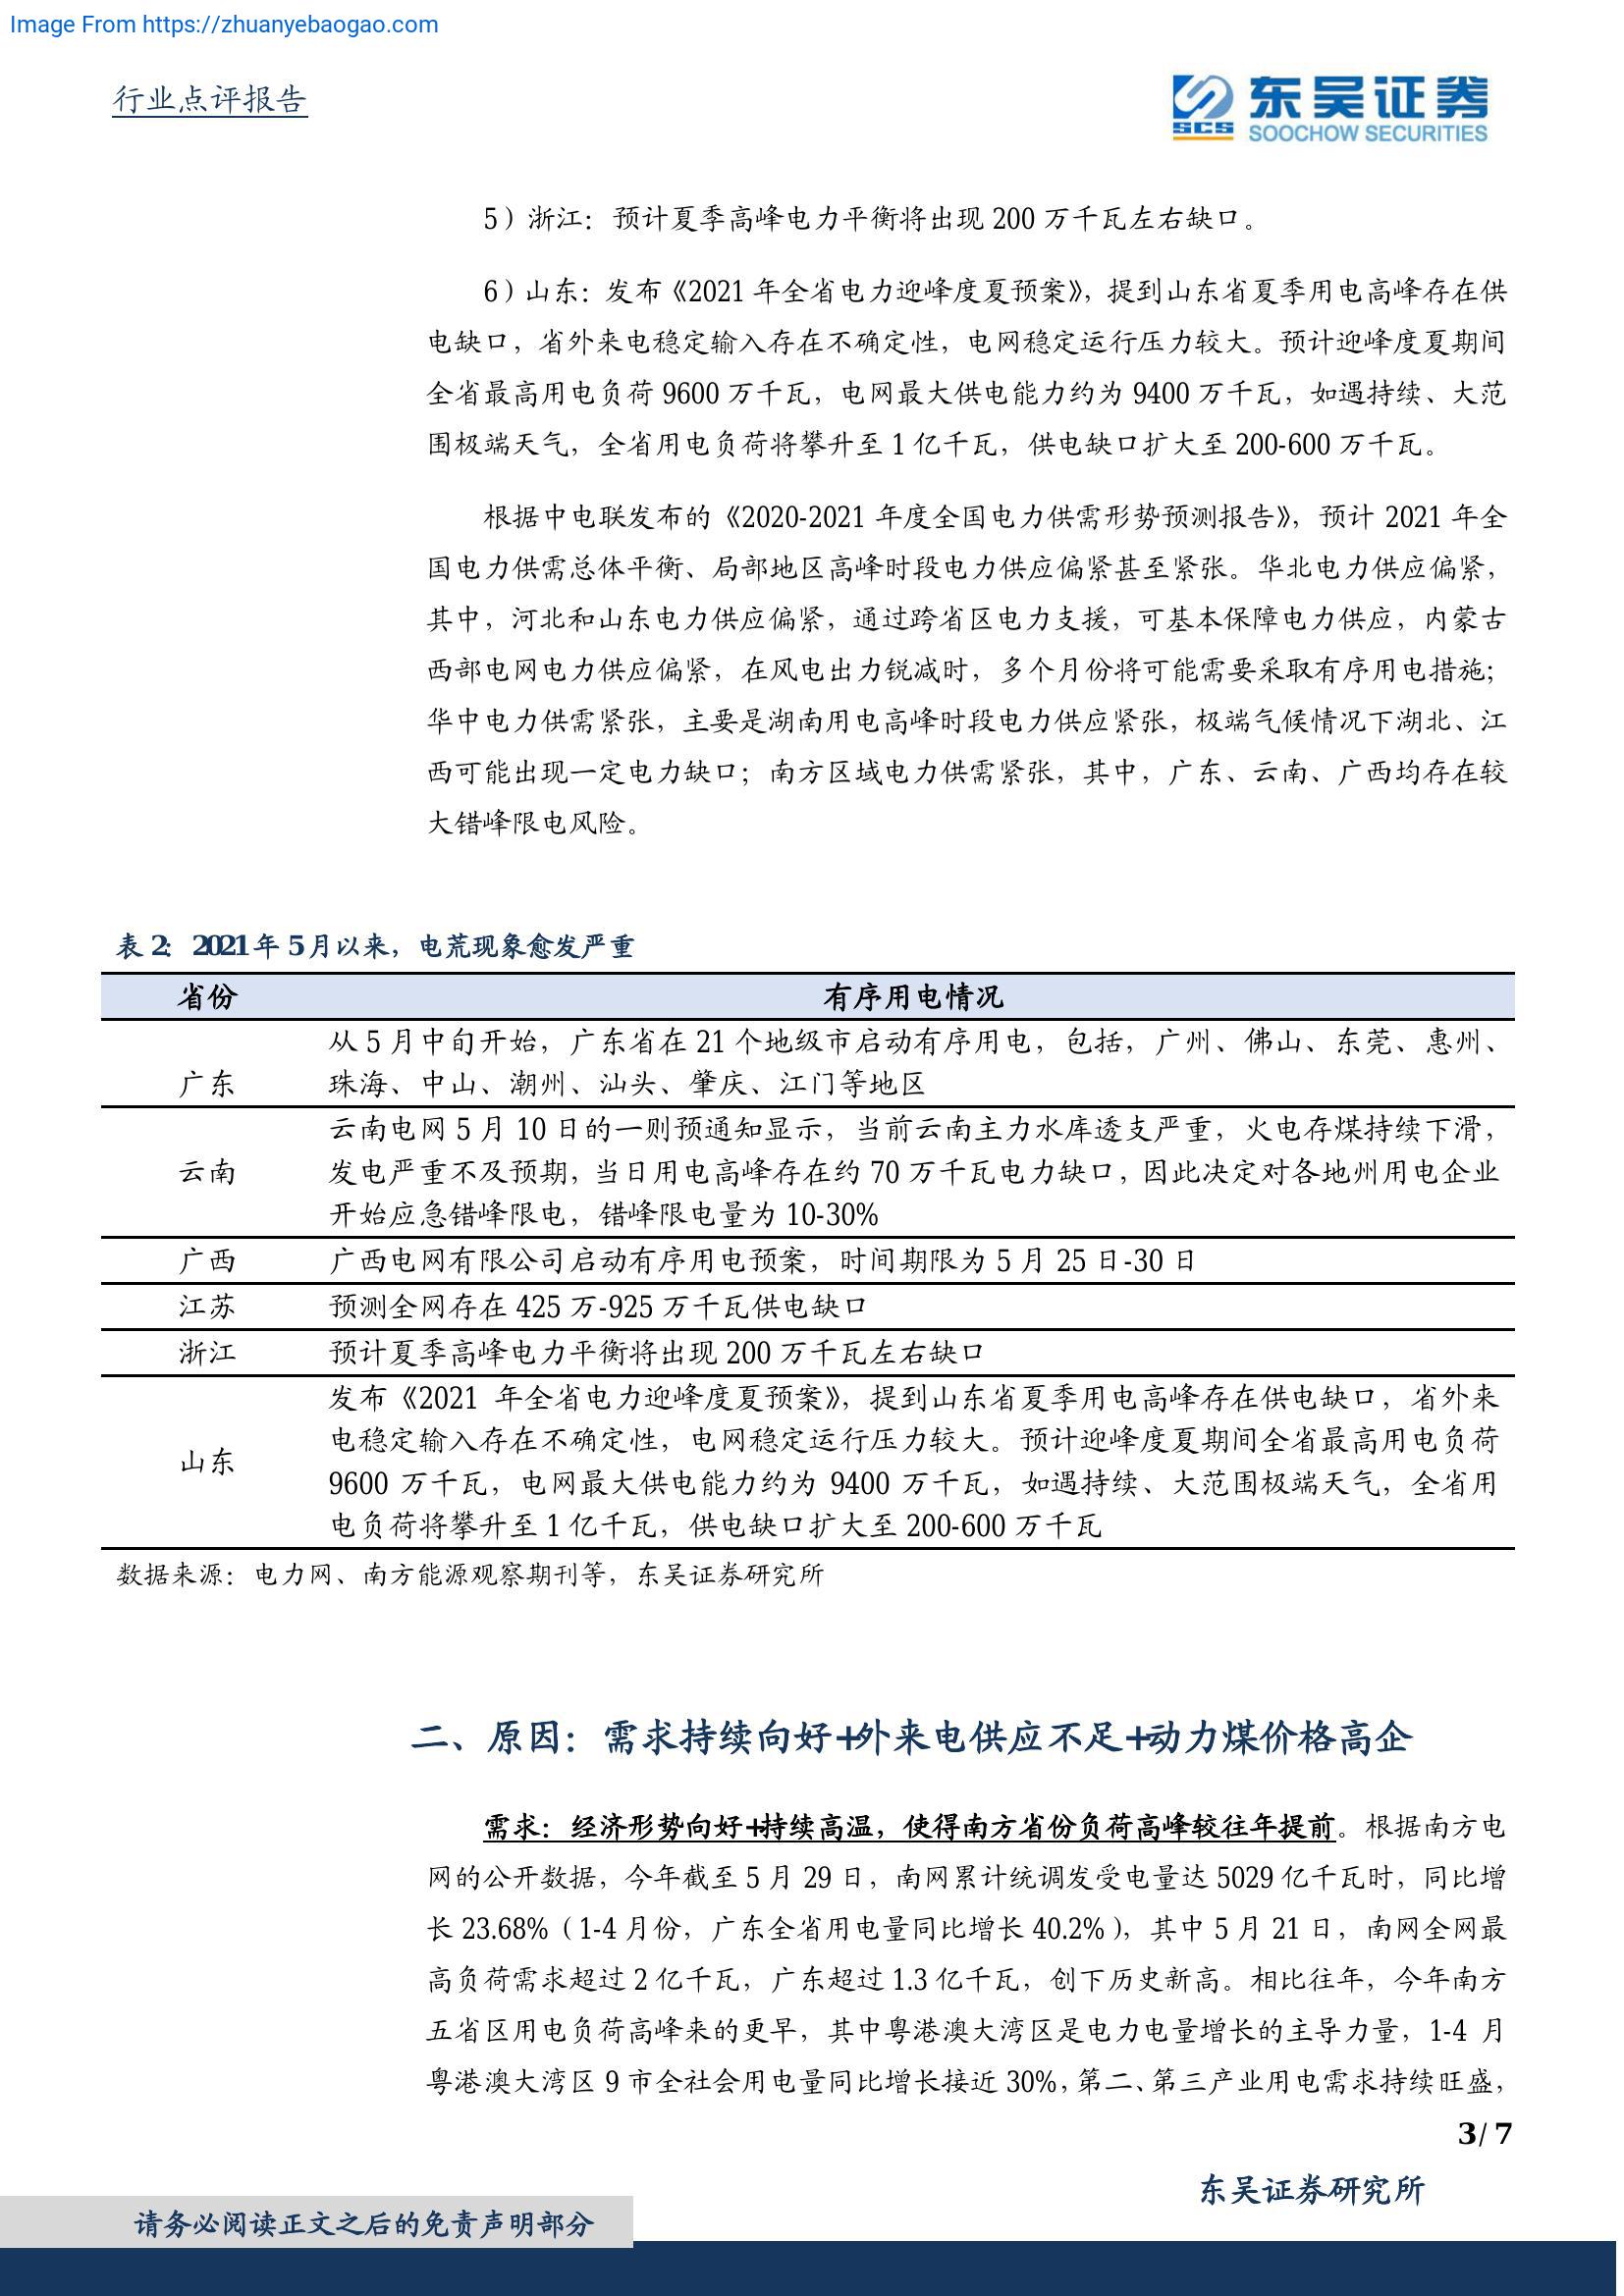 Image From https://zhuanyebaogao.com
行业点评报告
SCS
东吴证券
SOOCHOW SECURITIES
5）浙江：预计夏季高峰电力平衡将出现 200 万千瓦左右缺口。
6）山东：发布《2021 年全省电力迎峰度夏预案》，提到山东省夏季用电高峰存在供
电缺口，省外来电稳定输入存在不确定性，电网稳定运行压力较大。预计迎峰度夏期间
全省最高用电负荷 9600 万千瓦，电网最大供电能力约为 9400 万千瓦，如遇持续、大范
围极端天气，全省用电负荷将攀升至 1 亿千瓦，供电缺口扩大至 200-600 万千瓦。
根据中电联发布的《2020-2021 年度全国电力供需形势预测报告》，预计 2021 年全
国电力供需总体平衡、局部地区高峰时段电力供应偏紧甚至紧张。华北电力供应偏紧，
其中，河北和山东电力供应偏紧，通过跨省区电力支援，可基本保障电力供应，内蒙古
西部电网电力供应偏紧，在风电出力锐减时，多个月份将可能需要采取有序用电措施；
华中电力供需紧张，主要是湖南用电高峰时段电力供应紧张，极端气候情况下湖北、江
西可能出现一定电力缺口；南方区域电力供需紧张，其中，广东、云南、广西均存在较
大错峰限电风险。
表 2：2021 年 5 月以来，电荒现象愈发严重
省份 有序用电情况
从 5 月中旬开始，广东省在 21 个地级市启动有序用电，包括，广州、佛山、东莞、惠州、
广东 珠海、中山、潮州、汕头、肇庆、江门等地区
云南电网 5 月 10 日的一则预通知显示，当前云南主力水库透支严重，火电存煤持续下滑，
云南 发电严重不及预期，当日用电高峰存在约 70 万千瓦电力缺口，因此决定对各地州用电企业
开始应急错峰限电，错峰限电量为 10-30%
广西 广西电网有限公司启动有序用电预案，时间期限为 5 月 25 日-30 日
江苏 预测全网存在 425 万-925 万千瓦供电缺口
浙江 预计夏季高峰电力平衡将出现 200 万千瓦左右缺口
山东 发布《2021 年全省电力迎峰度夏预案》，提到山东省夏季用电高峰存在供电缺口，省外来
电稳定输入存在不确定性，电网稳定运行压力较大。预计迎峰度夏期间全省最高用电负荷
9600 万千瓦，电网最大供电能力约为 9400 万千瓦，如遇持续、大范围极端天气，全省用
电负荷将攀升至 1 亿千瓦，供电缺口扩大至 200-600 万千瓦
数据来源：电力网、南方能源观察期刊等，东吴证券研究所
二、原因：需求持续向好+外来电供应不足+动力煤价格高企
需求：经济形势向好+持续高温，使得南方省份负荷高峰较往年提前。根据南方电
网的公开数据，今年截至 5 月 29 日，南网累计统调发受电量达 5029 亿千瓦时，同比增
长 23.68%（1-4 月份，广东全省用电量同比增长 40.2%），其中 5 月 21 日，南网全网最
高负荷需求超过 2 亿千瓦，广东超过 1.3 亿千瓦，创下历史新高。相比往年，今年南方
五省区用电负荷高峰来的更早，其中粤港澳大湾区是电力电量增长的主导力量，1-4 月
粤港澳大湾区 9 市全社会用电量同比增长接近 30%，第二、第三产业用电需求持续旺盛，
3 / 7
东吴证券研究所
请务必阅读正文之后的免责声明部分